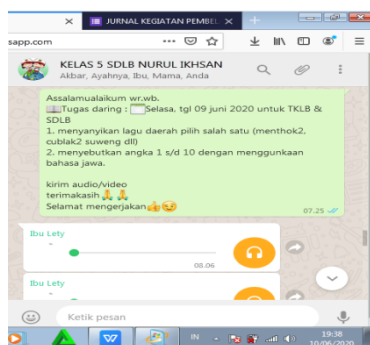 JURNAL KEGIATAN PEMBEL
sapp.com
KELAS 5 SDLB NURUL IKHSAN
Akbar, Ayahnya, Ibu, Mama, Anda
Assalamualaikum wr.wb.
Tugas daring : Selasa, tgl 09 juni 2020 untuk TKLB &
SDLB
1. menyanyikan lagu daerah pilih salah
satu (menthok2,
cublak2 suweng dll)
2. menyebutkan angka 1 s/d 10 dengan menggunkaan
bahasa jawa.
kirim audio/video
terimakasih
Selamat mengerjakan
07.25
Ibu Lety
08.06
Ibu Lety
Ketik pesan
IN
19:38
10/06/2020